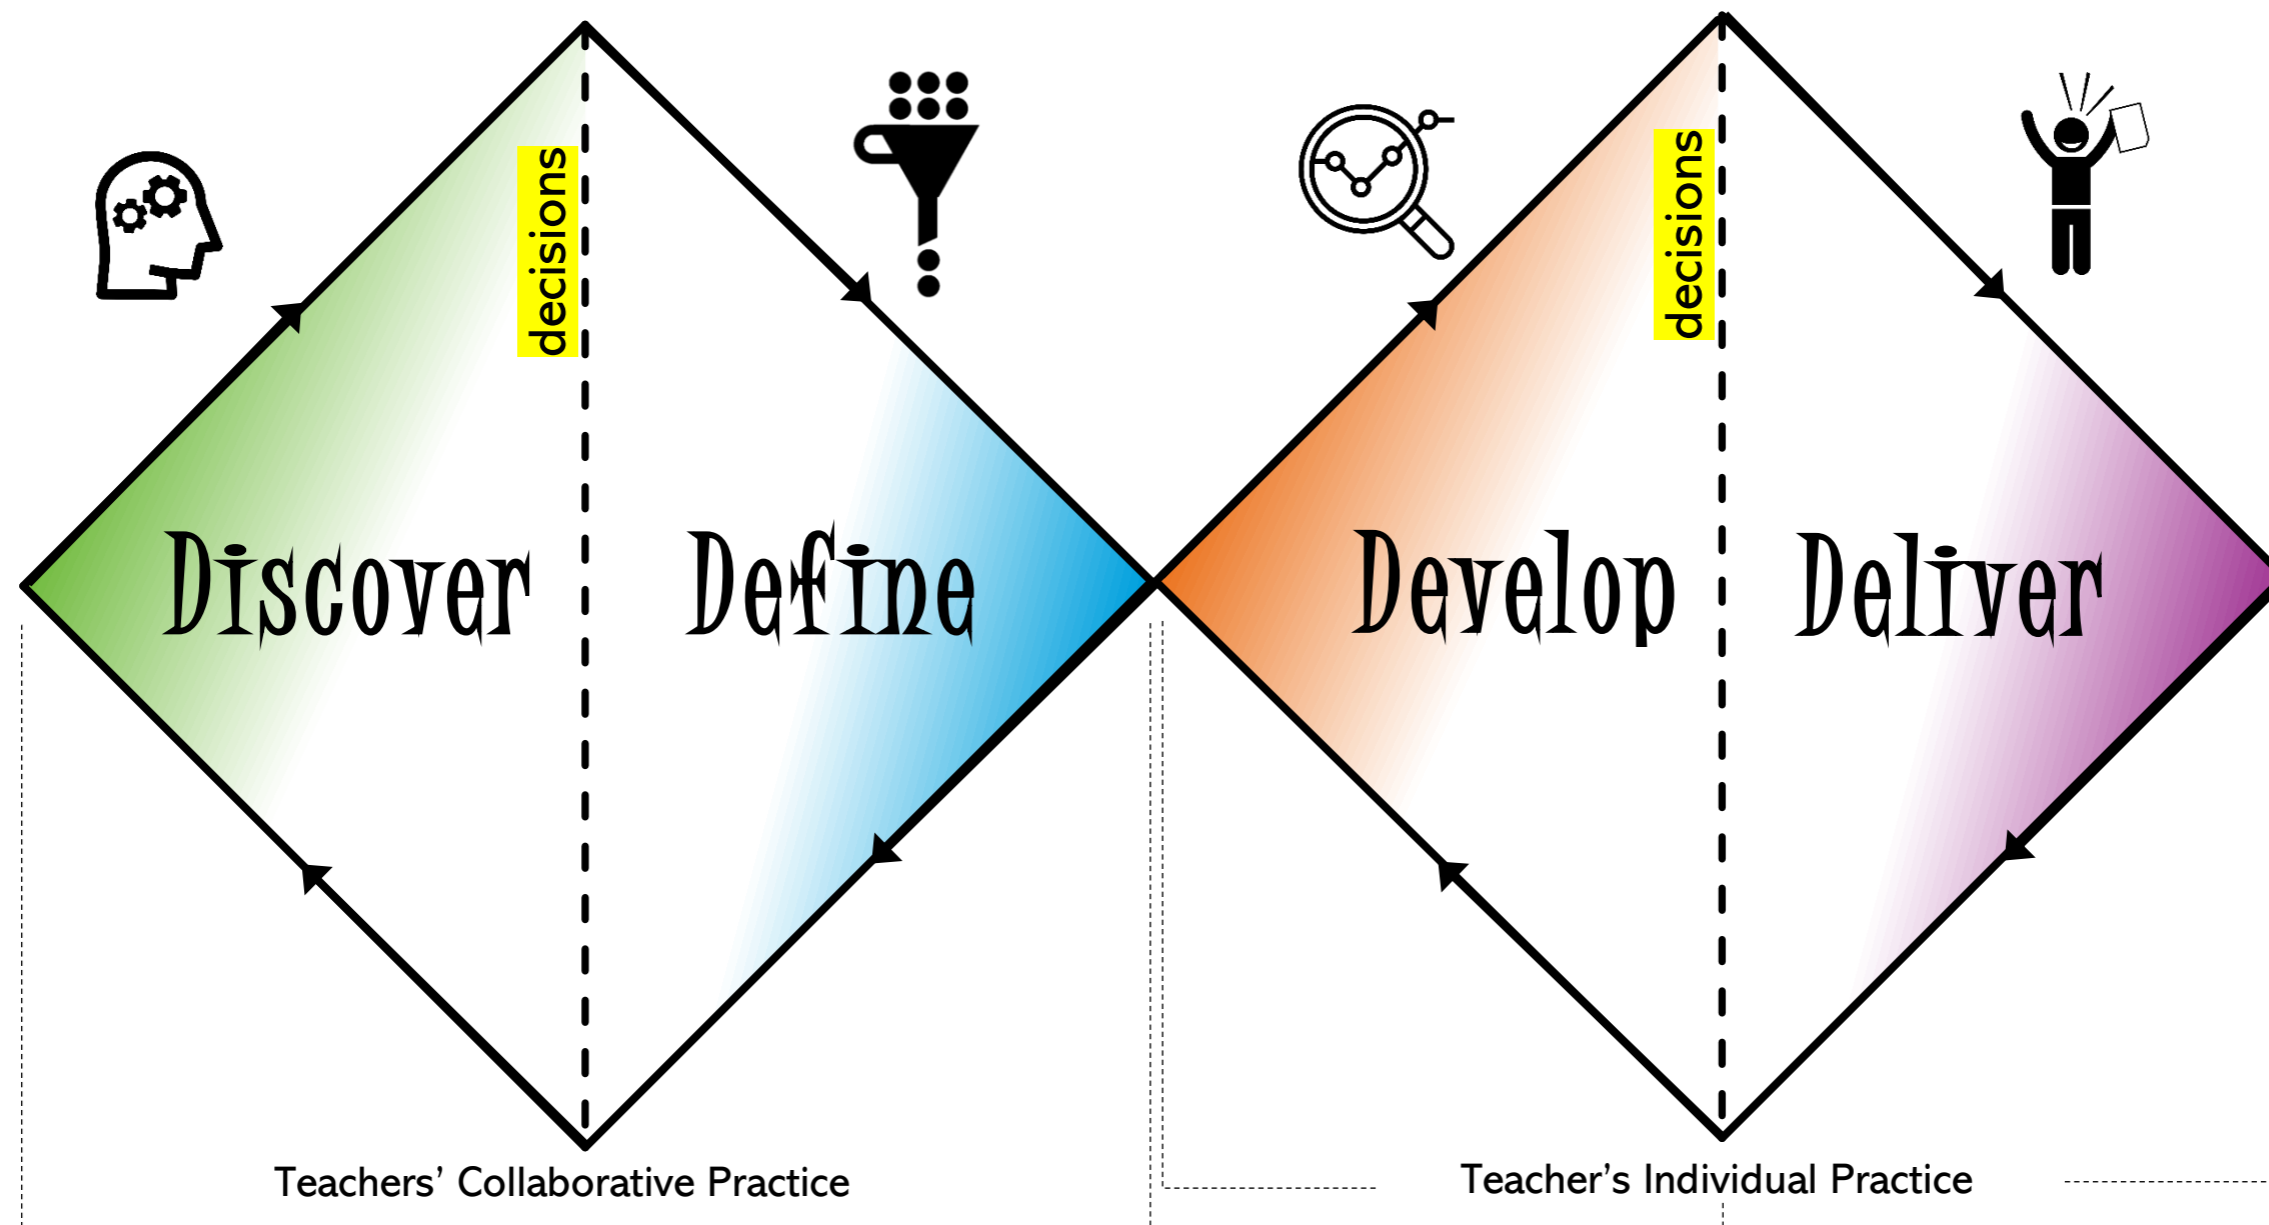 decisions
decisions
Discover
Define
Develop
Deliver
Teachers’ Collaborative Practice
Teacher’s Individual Practice